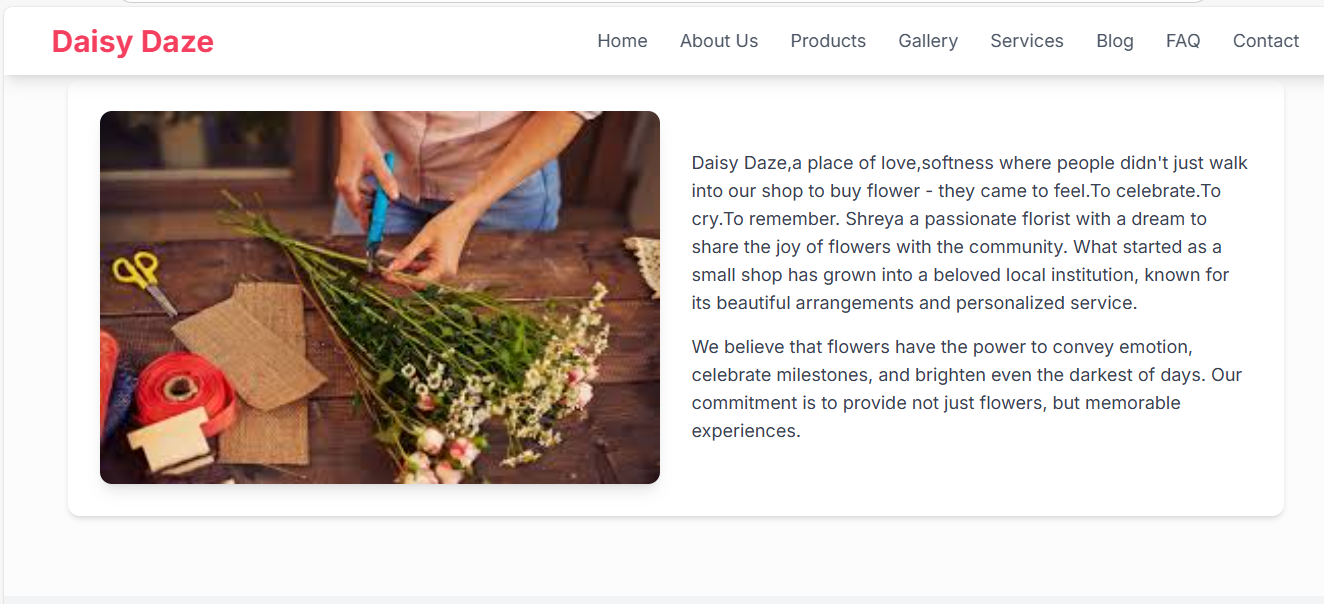 Daisy Daze
Home About Us Products Gallery Services Blog FAQ Contact
Daisy Daze,a place of love,softness where people didn't just walk
into our shop to buy flower - they came to feel.To celebrate.To
cry.To remember. Shreya a passionate florist with a dream to
share the joy of flowers with the community. What started as a
small shop has grown into a beloved local institution, known for
its beautiful arrangements and personalized service.
We believe that flowers have the power to convey emotion,
celebrate milestones, and brighten even the darkest of days. Our
commitment is to provide not just flowers, but memorable
experiences.